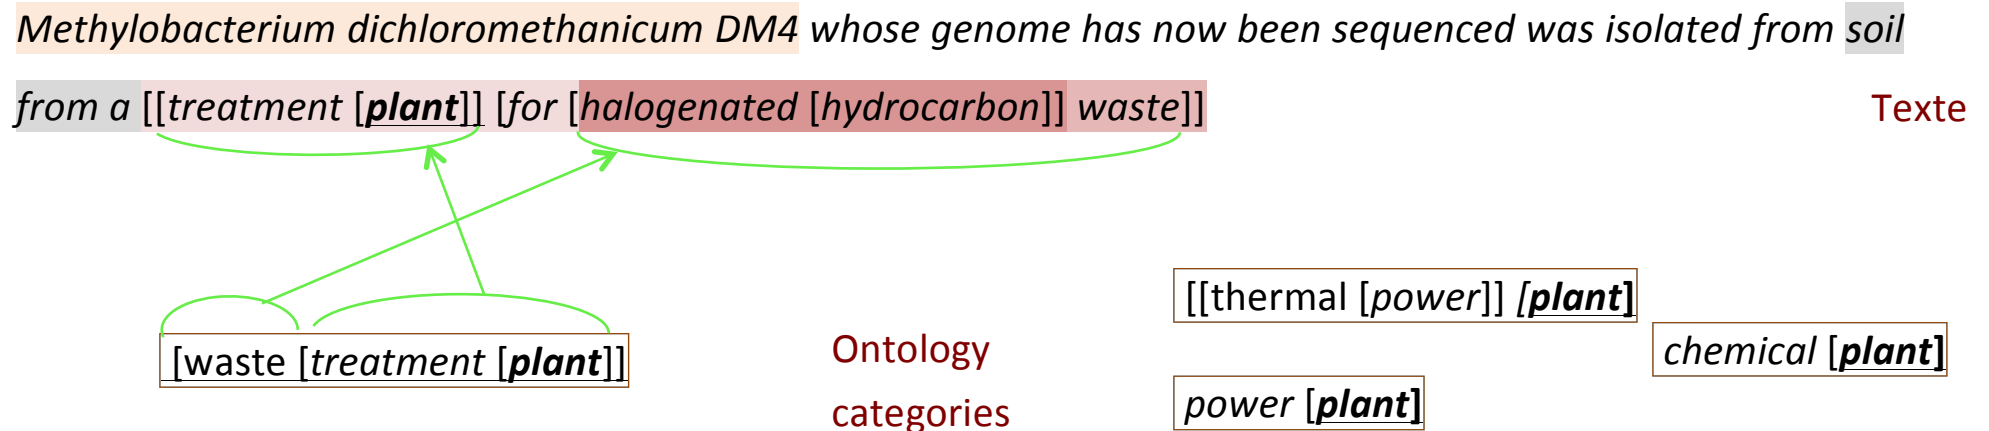 Methylobacterium dichloromethanicum DM4 whose genome has now been sequenced was isolated from soil
from a [[treatment [plant]] [for [halogenated [hydrocarbon]] waste]]
Texte
[[thermal [power]] [plant]
[waste [treatment [plant]]
Ontology
categories
chemical [plant]
power [plant]